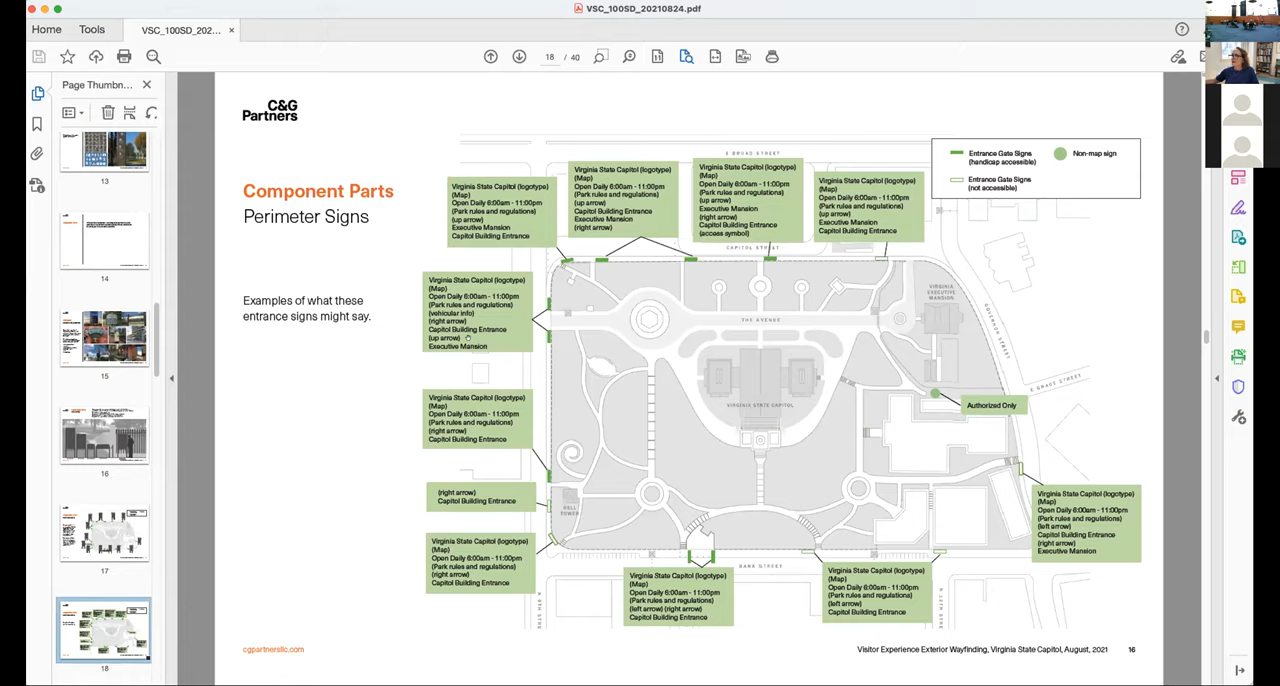 VSC_100SD_20210824.pdf
Home
Tools
VSC_100SD_202...
18 / 40
Page Thumbn...
13
14
15
16
17
18
C&G
Partners
Component Parts
Perimeter Signs
Examples of what these
entrance signs might say.
Entrance Gate Signs
(handicap accessible)
Entrance Gate Signs
(not accessible)
Non-map sign
E BROAD STREET
Virginia State Capitol (logotype)
(Map)
Open Daily 6:00am - 11:00pm
(Park rules and regulations)
(up arrow)
Executive Mansion
Capitol Building Entrance
Virginia State Capitol (logotype)
(Map)
Open Daily 6:00am - 11:00pm
(Park rules and regulations)
(up arrow)
Capitol Building Entrance
Executive Mansion
(right arrow)
Virginia State Capitol (logotype)
(Map)
Open Daily 6:00am - 11:00pm
(Park rules and regulations)
(up arrow)
Executive Mansion
(right arrow)
Capitol Building Entrance
(access symbol)
Virginia State Capitol (logotype)
(Map)
Open Daily 6:00am - 11:00pm
(Park rules and regulations)
(up arrow)
Executive Mansion
Capitol Building Entrance
CAPITOL STREET
Virginia State Capitol (logotype)
(Map)
Open Daily 6:00am - 11:00pm
(Park rules and regulations)
(vehicular info)
(right arrow)
Capitol Building Entrance
(up arrow)
Executive Mansion
VIRGINIA
EXECUTIVE
MANSION
THE AVENUE
GOVERNOR STREET
E GRACE STREET
VIRGINIA STATE CAPITOL
Authorized Only
Virginia State Capitol (logotype)
(Map)
Open Daily 6:00am - 11:00pm
(Park rules and regulations)
(right arrow)
Capitol Building Entrance
(right arrow)
Capitol Building Entrance
BELL
TOWER
Virginia State Capitol (logotype)
(Map)
Open Daily 6:00am - 11:00pm
(Park rules and regulations)
(right arrow)
Capitol Building Entrance
Virginia State Capitol (logotype)
(Map)
Open Daily 6:00am - 11:00pm
(Park rules and regulations)
(left arrow)
Capitol Building Entrance
(right arrow)
Executive Mansion
BANK STREET
Virginia State Capitol (logotype)
(Map)
Open Daily 6:00am - 11:00pm
(Park rules and regulations)
(left arrow) (right arrow)
Capitol Building Entrance
Virginia State Capitol (logotype)
(Map)
Open Daily 6:00am - 11:00pm
(Park rules and regulations)
(left arrow)
Capitol Building Entrance
cgpartnersllc.com
Visitor Experience Exterior Wayfinding, Virginia State Capitol, August, 2021 16